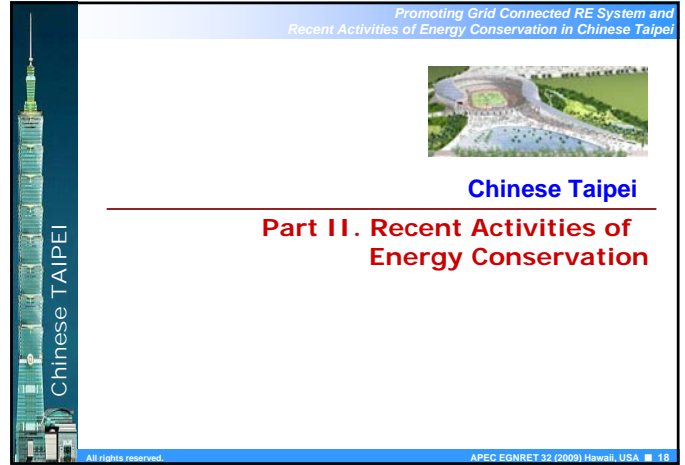 Promoting Grid Connected RE System and
Recent Activities of Energy Conservation in Chinese Taipei
Chinese TAIPEI
Chinese Taipei
Part II. Recent Activities of
Energy Conservation
All rights reserved.
APEC EGNRET 32 (2009) Hawaii, USA ■ 18